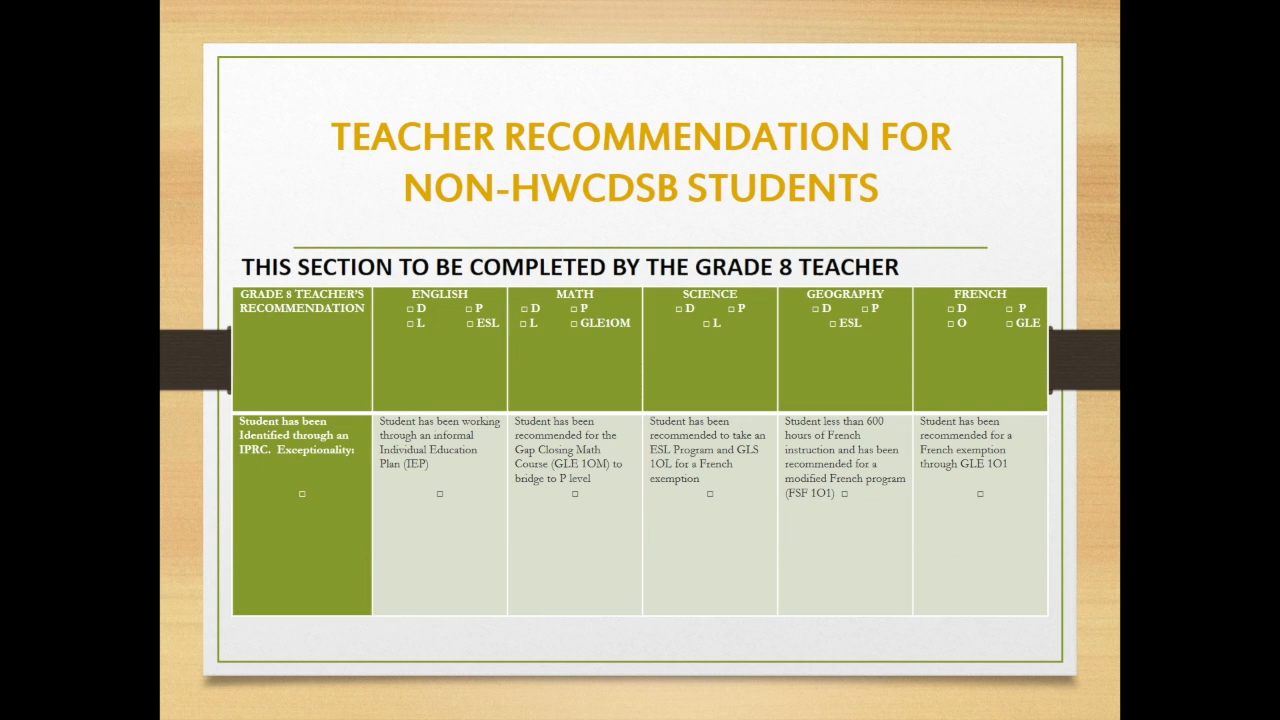 TEACHER RECOMMENDATION FOR
NON-HWCDSB STUDENTS
THIS SECTION TO BE COMPLETED BY THE GRADE 8 TEACHER
GRADE 8 TEACHER'S
RECOMMENDATION
ENGLISH
□ D □ P
□ L □ ESL
MATH
□ D □ P
□ L □ GLE1OM
SCIENCE
□ D □ P
□ L
GEOGRAPHY
□ D □ P
□ ESL
FRENCH
□ D □ P
□ O □ GLE
Student has been
Identified through an
IPRC. Exceptionality:
□
Student has been working
through an informal
Individual Education
Plan (IEP)
□
Student has been
recommended for the
Gap Closing Math
Course (GLE 1OM) to
bridge to P level
□
Student has been
recommended to take an
ESL Program and GLS
1OL for a French
exemption
□
Student less than 600
hours of French
instruction and has been
recommended for a
modified French program
(FSF 1O1) □
Student has been
recommended for a
French exemption
through GLE 1O1
□